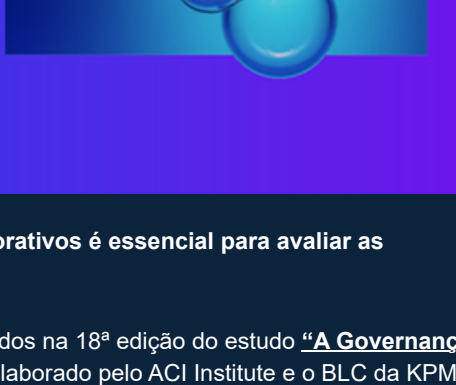 orativos é essencial para avaliar as
dos na 18ª edição do estudo “A Governanç
laborado pelo ACI Institute e o BLC da KPM